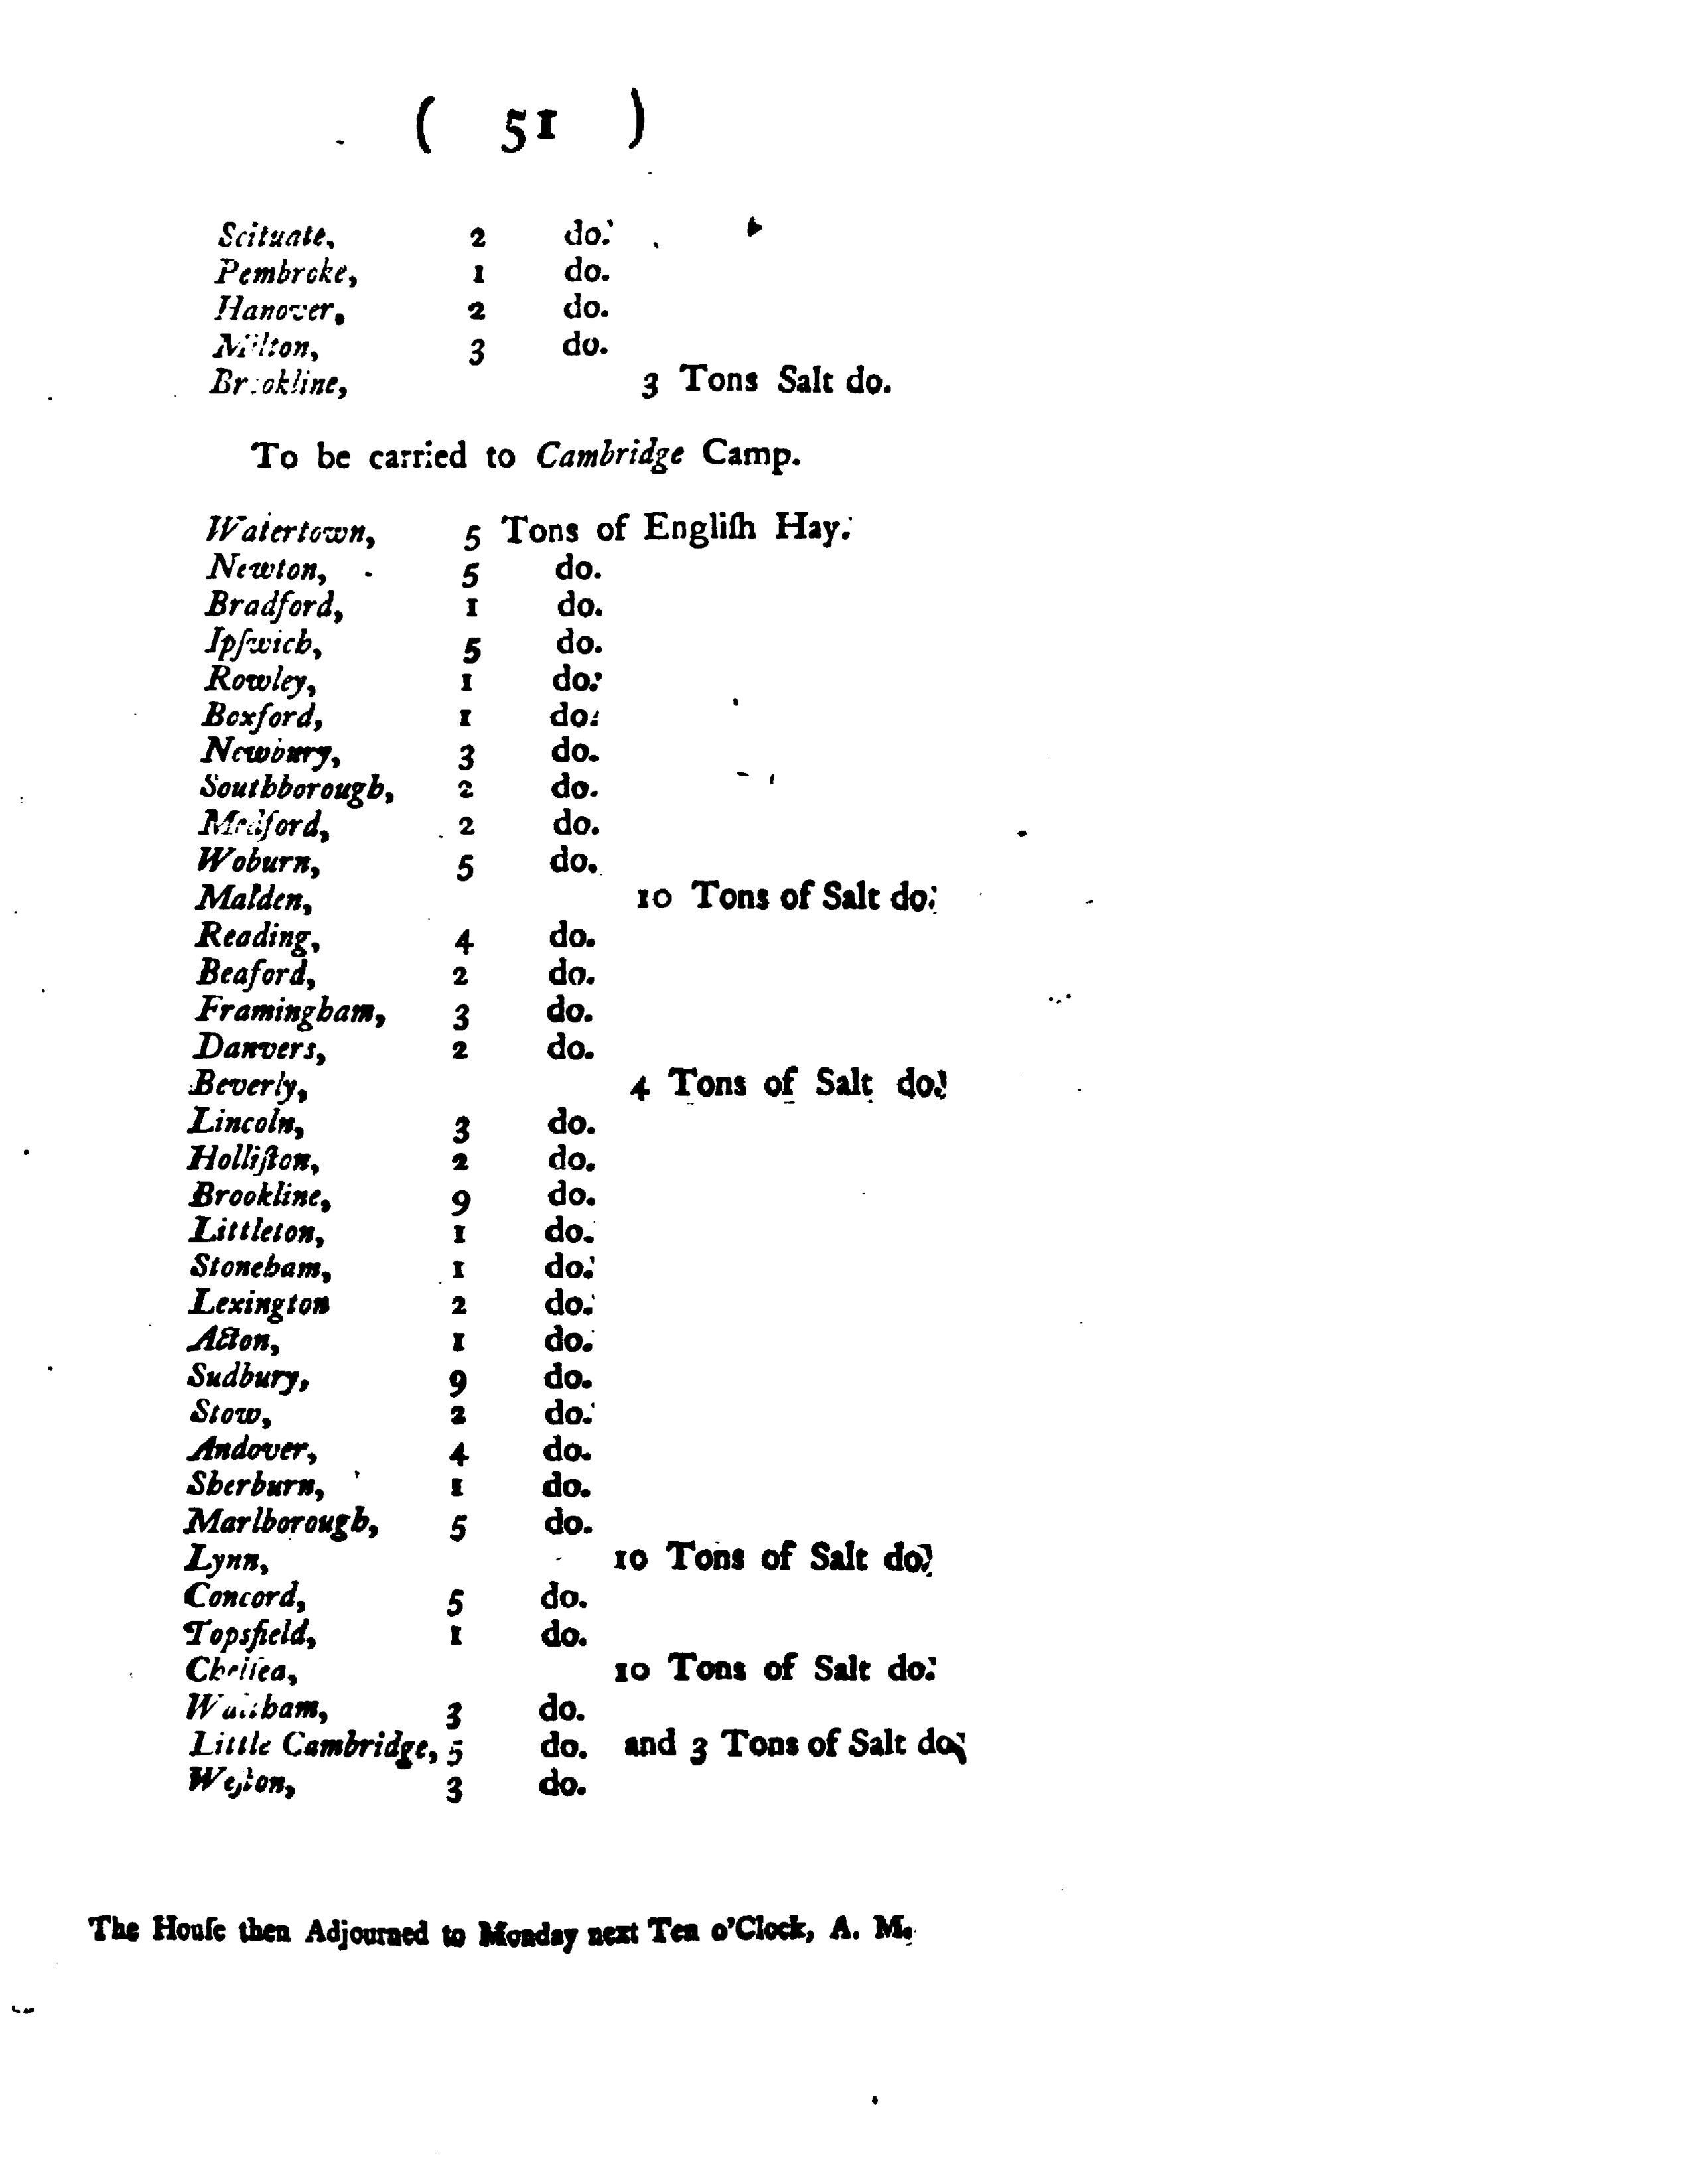 ( 51 )
Scituate, 2 do.
Pembroke, 1 do.
Hanover, 2 do.
Milton, 3 do.
Brookline, 3 Tons Salt do.
To be carried to Cambridge Camp.
Watertown, 5 Tons of Engliſh Hay.
Newton, 5 do.
Bradford, 1 do.
Ipſwich, 5 do.
Rowley, 1 do.
Boxford, 1 do.
Newbury, 3 do.
Southborough, 2 do.
Medford, 2 do.
Woburn, 5 do.
Malden, 10 Tons of Salt do.
Reading, 4 do.
Beaford, 2 do.
Framingham, 3 do.
Danvers, 2 do.
Beverly, 4 Tons of Salt do.
Lincoln, 3 do.
Holliſton, 2 do.
Brookline, 9 do.
Littleton, 1 do.
Stoneham, 1 do.
Lexington 2 do.
Acton, 1 do.
Sudbury, 9 do.
Stow, 2 do.
Andover, 4 do.
Sherburn, 1 do.
Marlborough, 5 do.
Lynn, 10 Tons of Salt do.
Concord, 5 do.
Topsfield, 1 do.
Chelſea, 10 Tons of Salt do.
Waltham, 3 do.
Little Cambridge, 5 do. and 3 Tons of Salt do.
Weſton, 3 do.
The Houſe then Adjourned to Monday next Ten o'Clock, A. M.